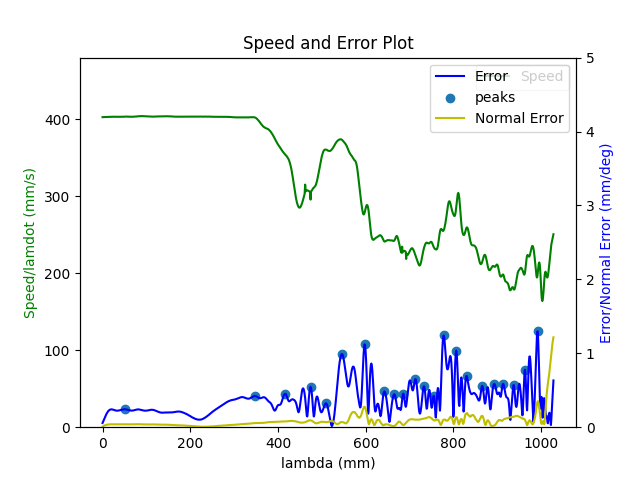 Speed and Error Plot
Speed
Error
peaks
Normal Error
Speed/lamdot (mm/s)
400
300
200
100
0
5
4
3
2
1
0
Error/Normal Error (mm/deg)
0
200
400
600
800
1000
lambda (mm)